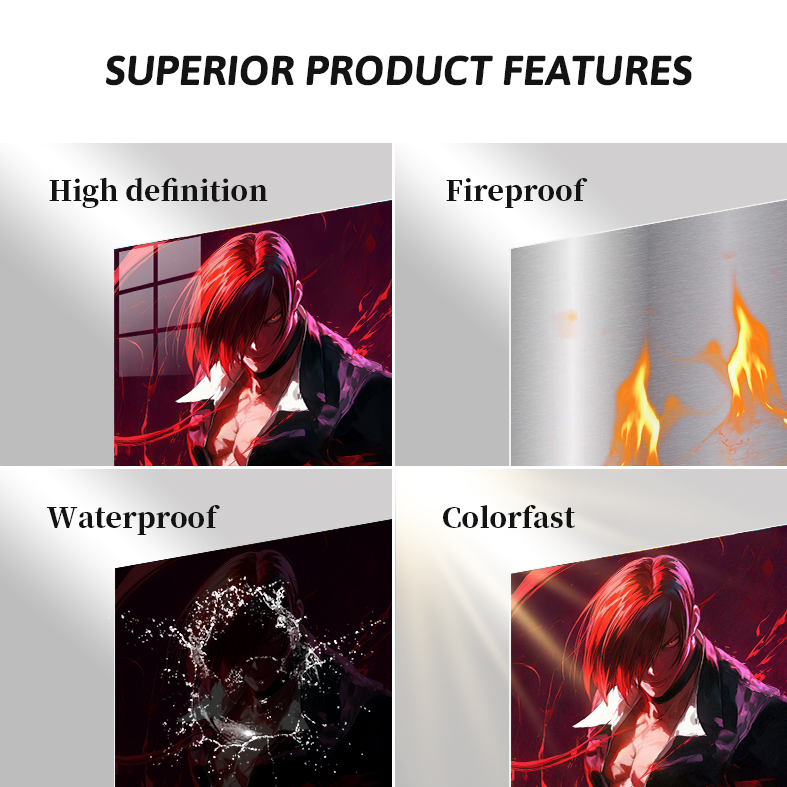 SUPERIOR PRODUCT FEATURES
High definition
Fireproof
Waterproof
Colorfast